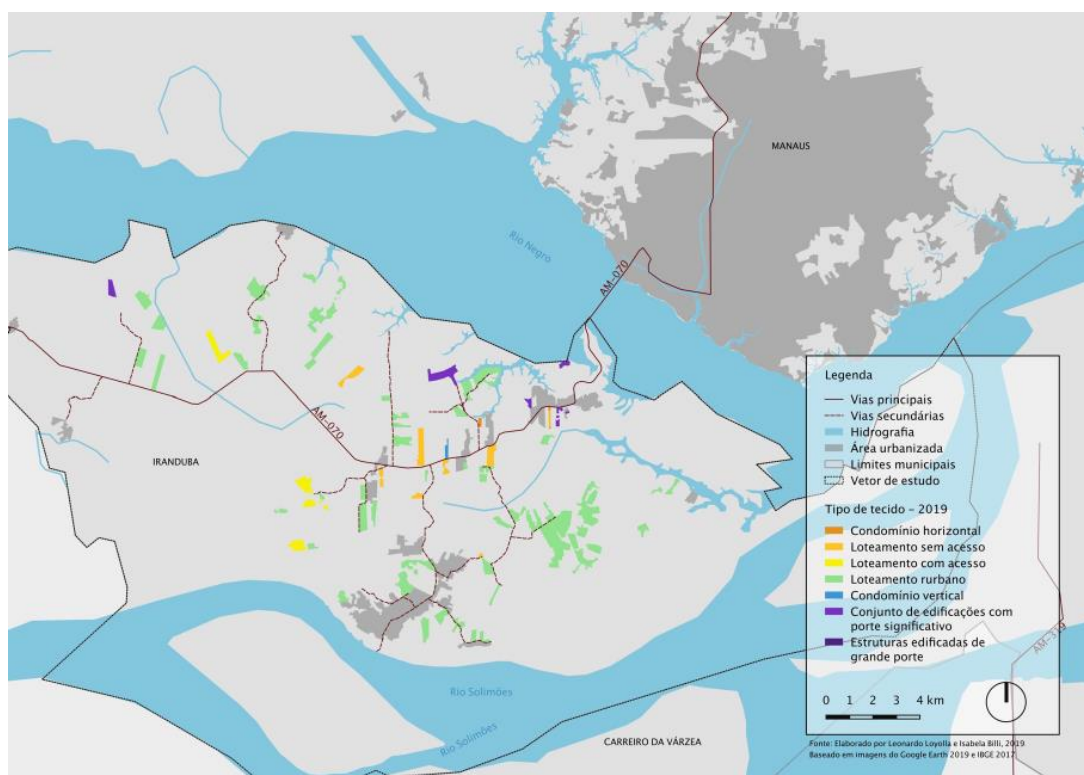 MANAUS
Rio Negro
AM-070
AM-070
IRANDUBA
Legenda
Vias principais
Vias secundárias
Hidrografia
Área urbanizada
Limites municipais
Vetor de estudo
Tipo de tecido - 2019
Condomínio horizontal
Loteamento sem acesso
Loteamento com acesso
Loteamento rurbano
Condomínio vertical
Conjunto de edificações com
porte significativo
Estruturas edificadas de
grande porte
AM-319
0 1 2 3 4 km
Rio Solimões
Rio Solimões
CARREIRO DA VÁRZEA
Fonte: Elaborado por Leonardo Loyolla e Isabela Billi, 2019.
Baseado em imagens do Google Earth 2019 e IBGE 2017.